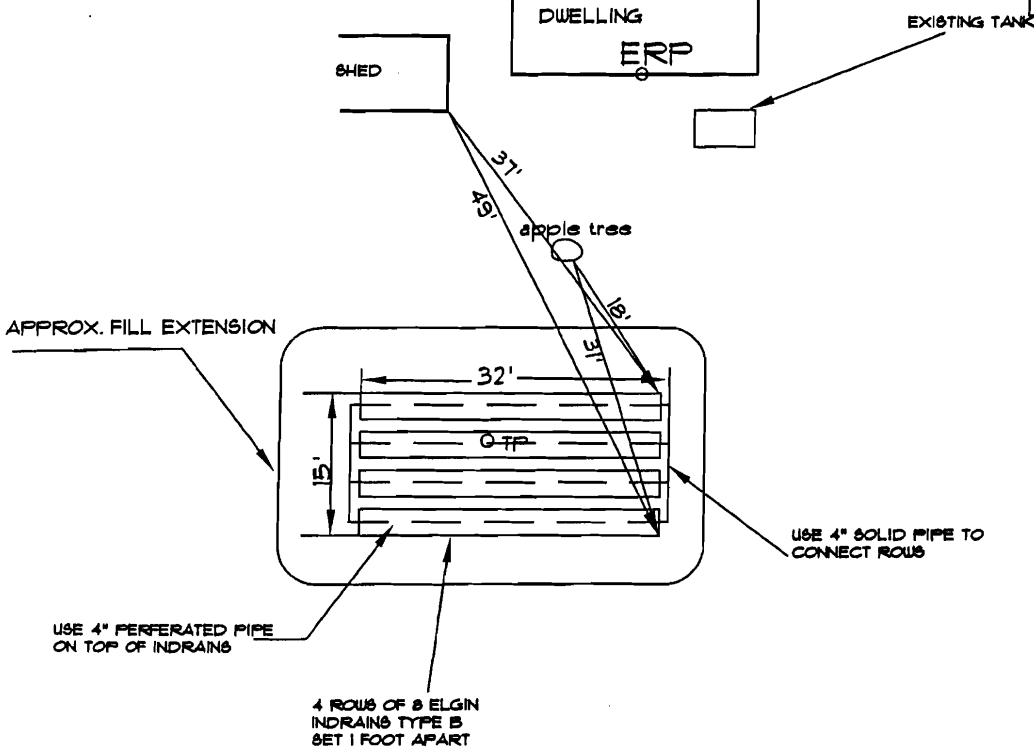 DWELLING
EXISTING TANK
ERP
SHED
37'
49'
apple tree
18'
APPROX. FILL EXTENSION
31'
32'
TP
15'
USE 4" SOLID PIPE TO
CONNECT ROWS
USE 4" PERFERATED PIPE
ON TOP OF INDRAINS
4 ROWS OF 8 ELGIN
INDRAINS TYPE B
SET 1 FOOT APART